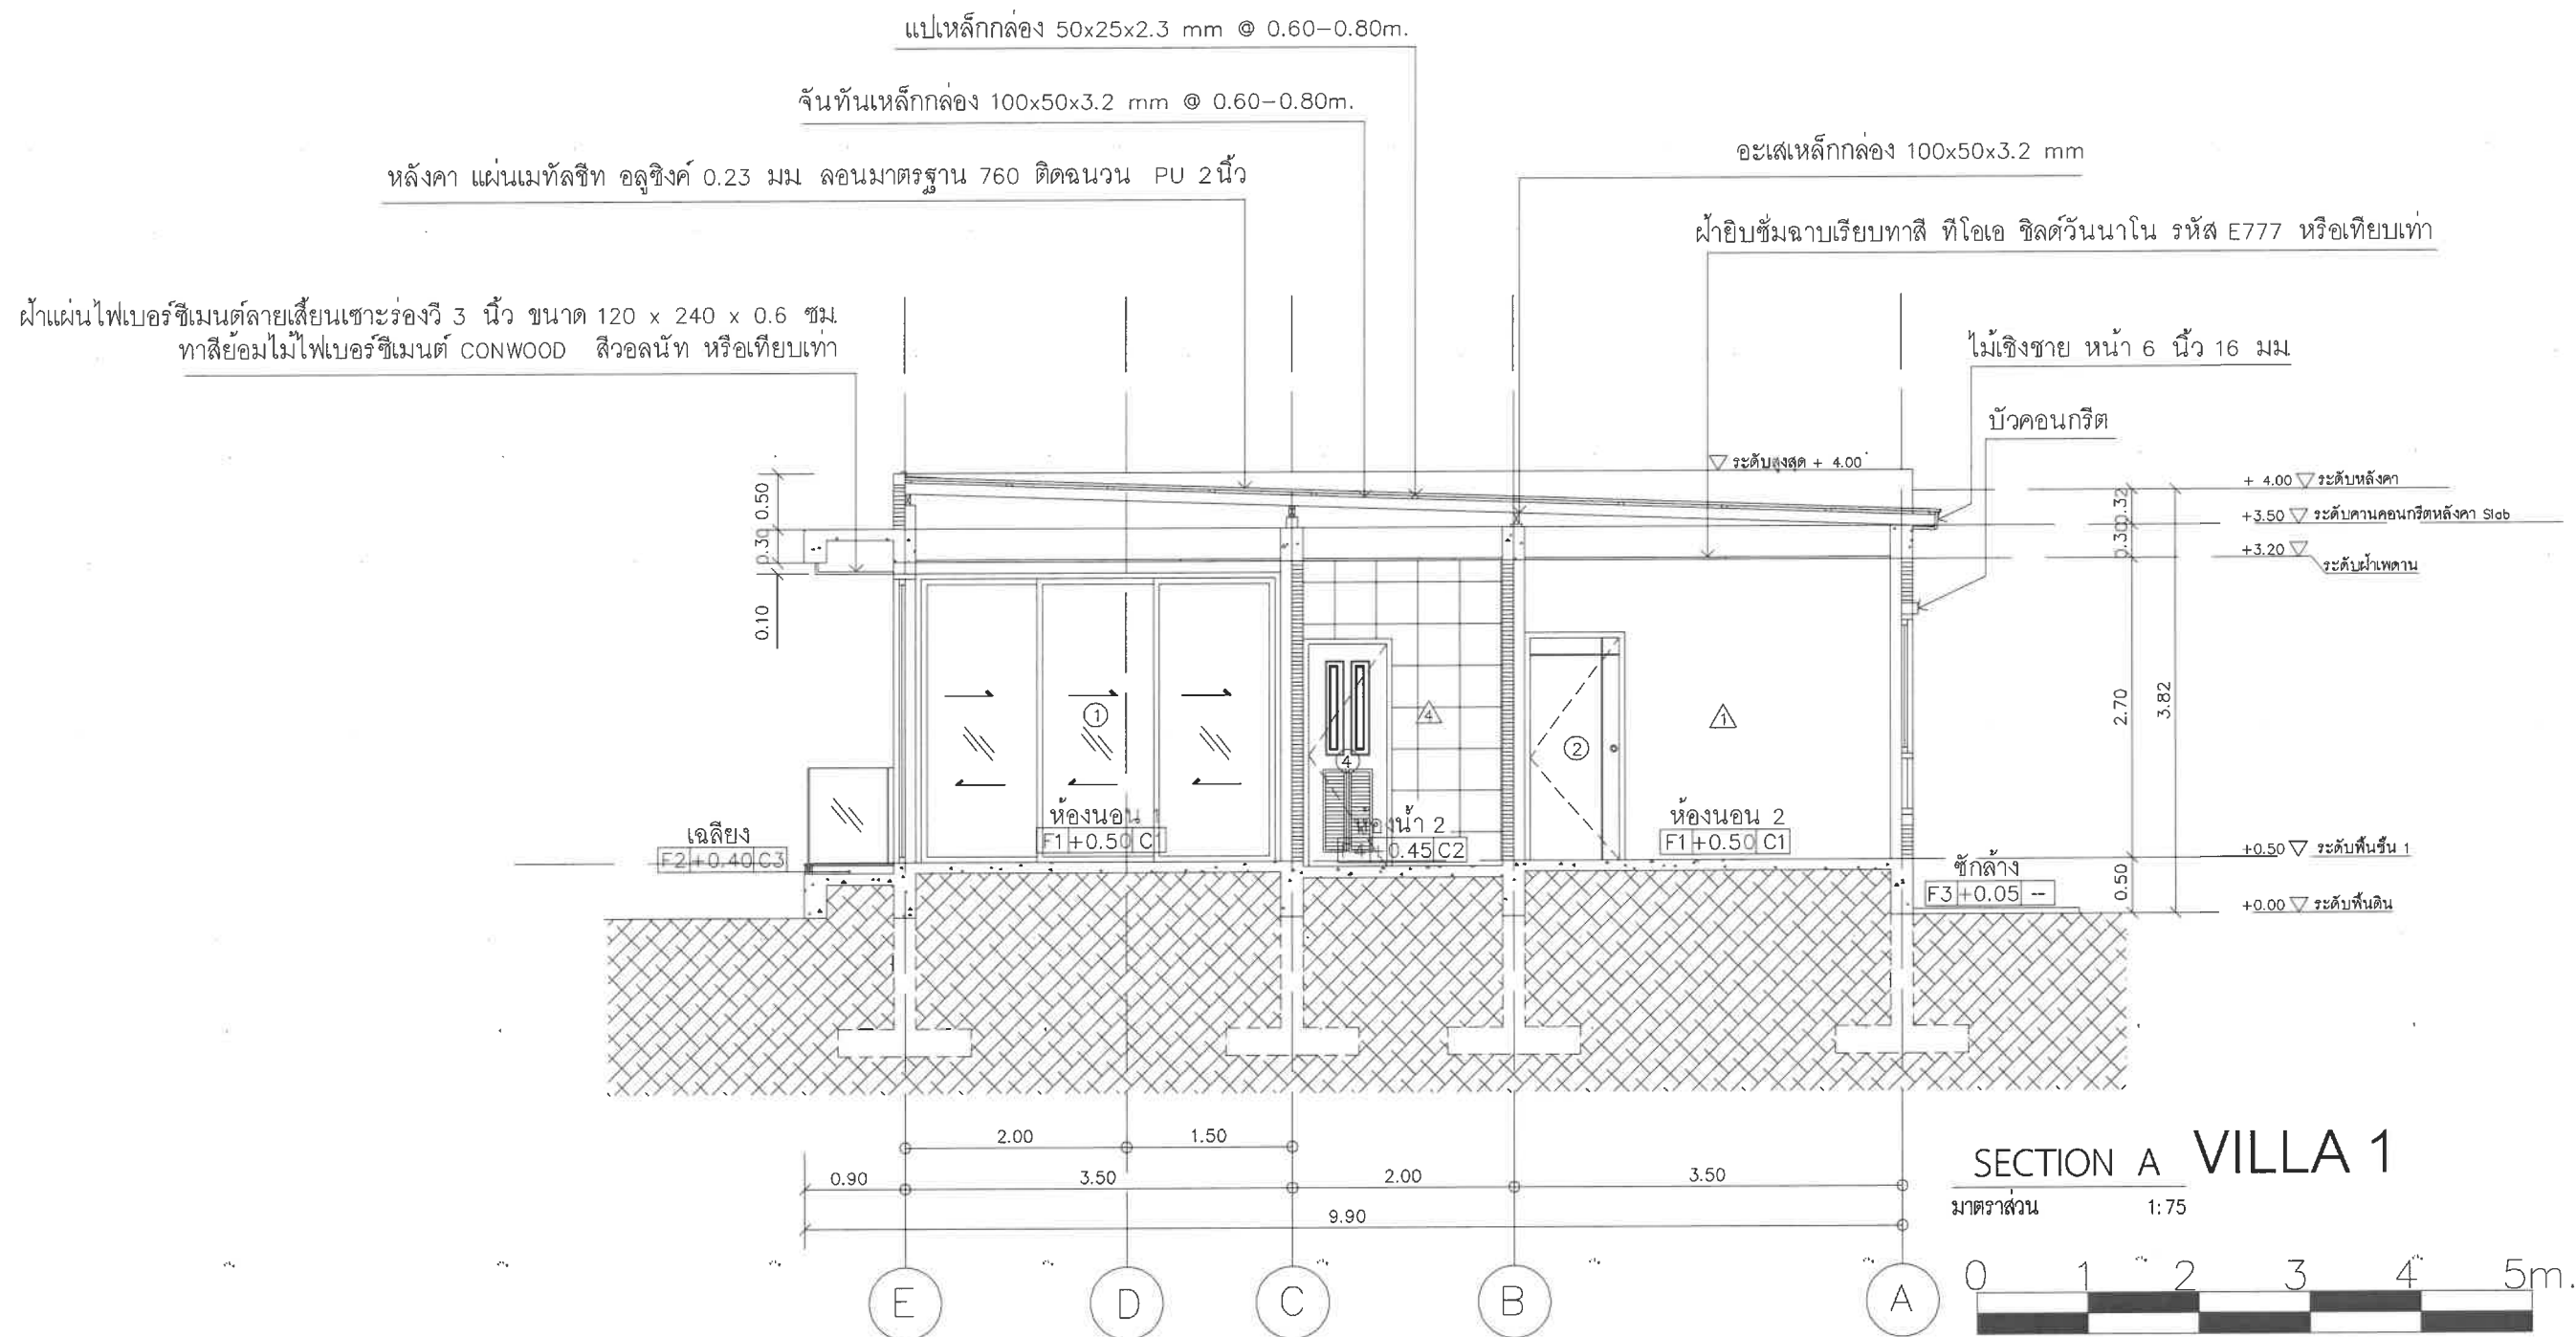 แปเหล็กกล่อง 50x25x2.3 mm @ 0.60-0.80m.
จันทันเหล็กกล่อง 100x50x3.2 mm @ 0.60-0.80m.
อะเสเหล็กกล่อง 100x50x3.2 mm
หลังคา แผ่นเมทัลชีท อลูซิงค์ 0.23 มม ลอนมาตรฐาน 760 ติดฉนวน PU 2นิ้ว
ฝ้ายิบซั่มฉาบเรียบทาสี ทีโอเอ ชิลด์วันนาโน รหัส E777 หรือเทียบเท่า
ฝ้าแผ่นไฟเบอร์ซีเมนต์ลายเสี้ยนเซาะร่องวี 3 นิ้ว ขนาด 120 x 240 x 0.6 ซม.
ทาสีย้อมไม้ไฟเบอร์ซีเมนต์ CONWOOD สีวอลนัท หรือเทียบเท่า
ไม้เชิงชาย หน้า 6 นิ้ว 16 มม.
บัวคอนกรีต
ระดับสูงสุด + 4.00
+ 4.00 ระดับหลังคา
+3.50 ระดับคานคอนกรีตหลังคา Slab
+3.20
ระดับฝ้าเพดาน
0.50
0.30
0.10
0.32
0.30
2.70
3.82
0.50
1
4
4
2
1
ห้องนอน 1
F1 +0.50 C1
ห้องน้ำ 2
+0.45 C2
ห้องนอน 2
F1 +0.50 C1
เฉลียง
F2 +0.40 C3
ซักล้าง
F3 +0.05 --
+0.50 ระดับพื้นชั้น 1
+0.00 ระดับพื้นดิน
2.00 1.50
0.90 3.50 2.00 3.50
9.90
E D C B A
SECTION A VILLA 1
มาตราส่วน 1:75
0 1 2 3 4 5m.